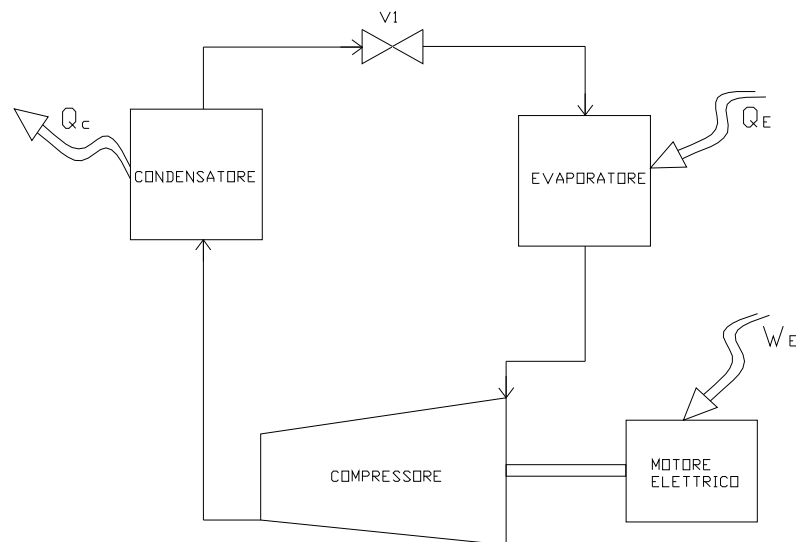 V1
Qc
QE
CONDENSATORE
EVAPORATORE
WE
COMPRESSORE
MOTORE
ELETTRICO